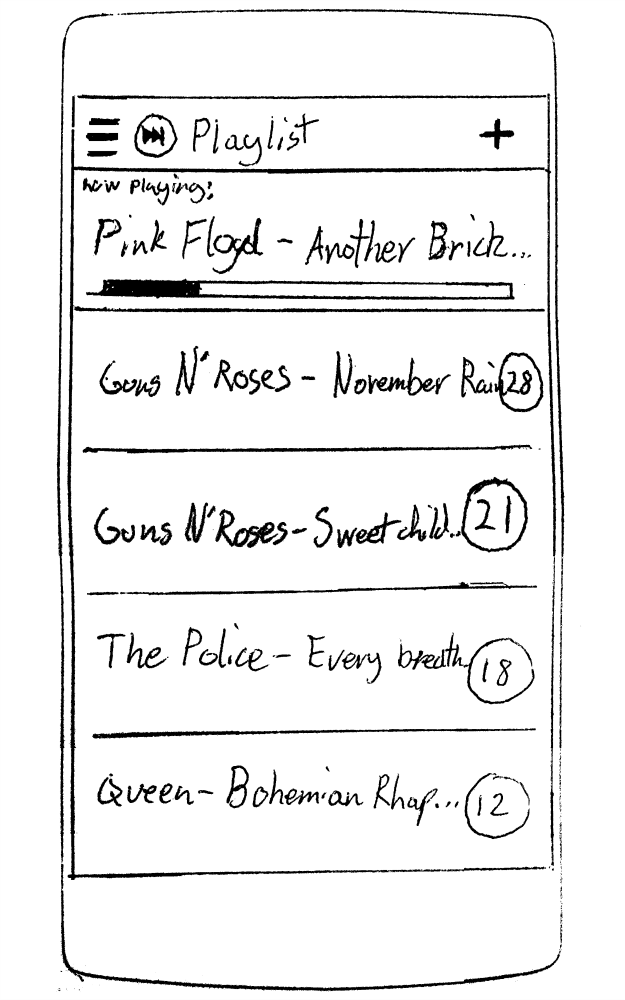 Playlist
now playing:
Pink Floyd - Another Brick...
Guns N' Roses - November Rain 28
Guns N' Roses - Sweet child.. 21
The Police - Every breath 18
Queen - Bohemian Rhap... 12